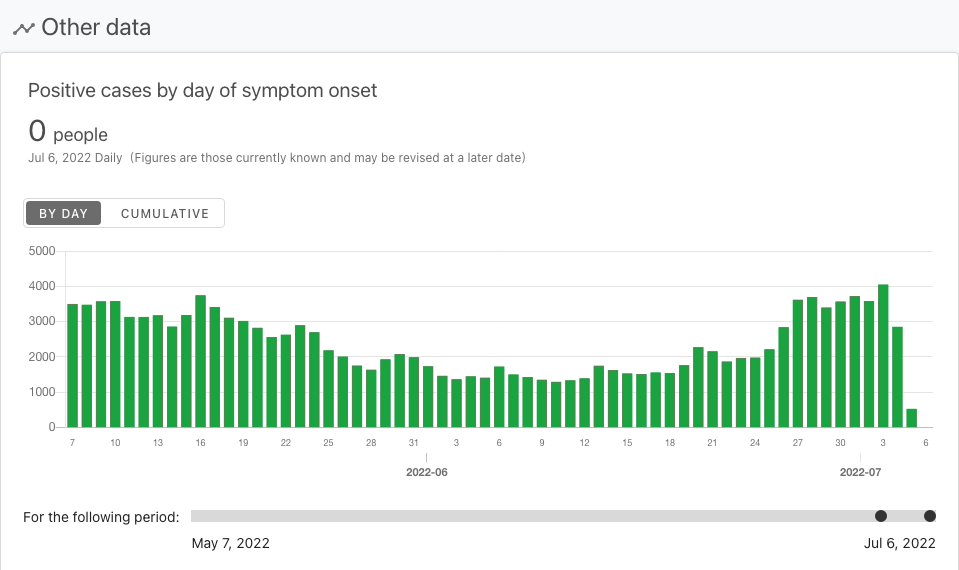 Other data
Positive cases by day of symptom onset
0 people
Jul 6, 2022 Daily (Figures are those currently known and may be revised at a later date)
BY DAY CUMULATIVE
5000
4000
3000
2000
1000
0
7 10 13 16 19 22 25 28 31 3 6 9 12 15 18 21 24 27 30 3 6
2022-06 2022-07
For the following period:
May 7, 2022 Jul 6, 2022